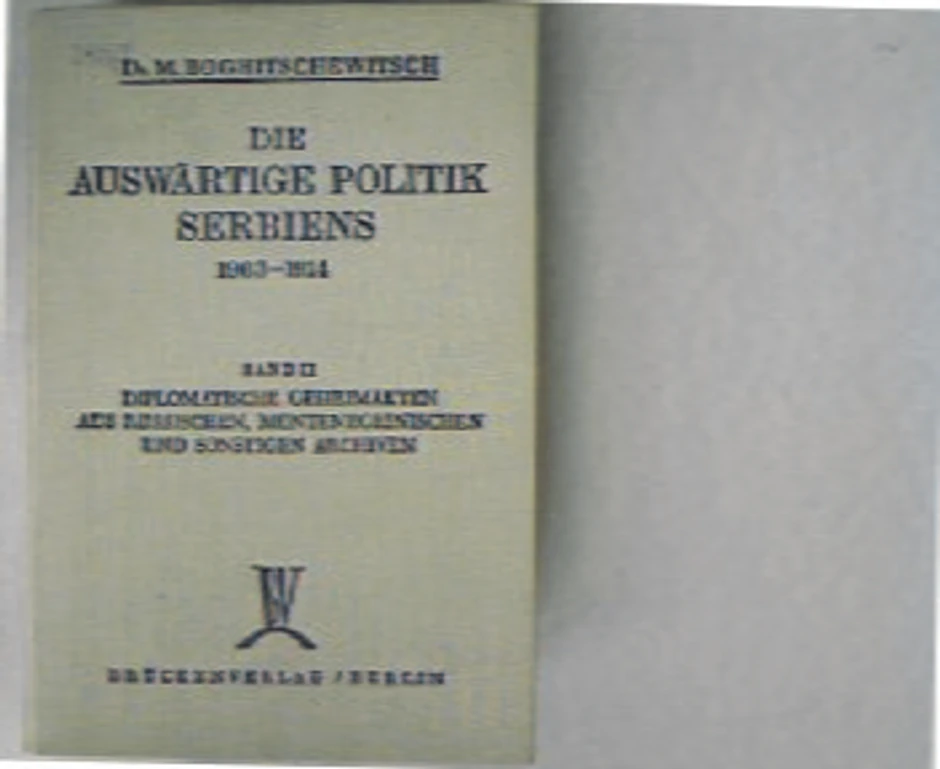 Dr. M. BOGHITSCHEWITSCH
DIE
AUSWÄRTIGE POLITIK
SERBIENS
1903-1914
BAND II
DIPLOMATISCHE GEHEIMAKTEN
AUS RUSSISCHEN, MONTENEGRINISCHEN
UND SONSTIGEN ARCHIVEN
BRÜCKENVERLAG / BERLIN